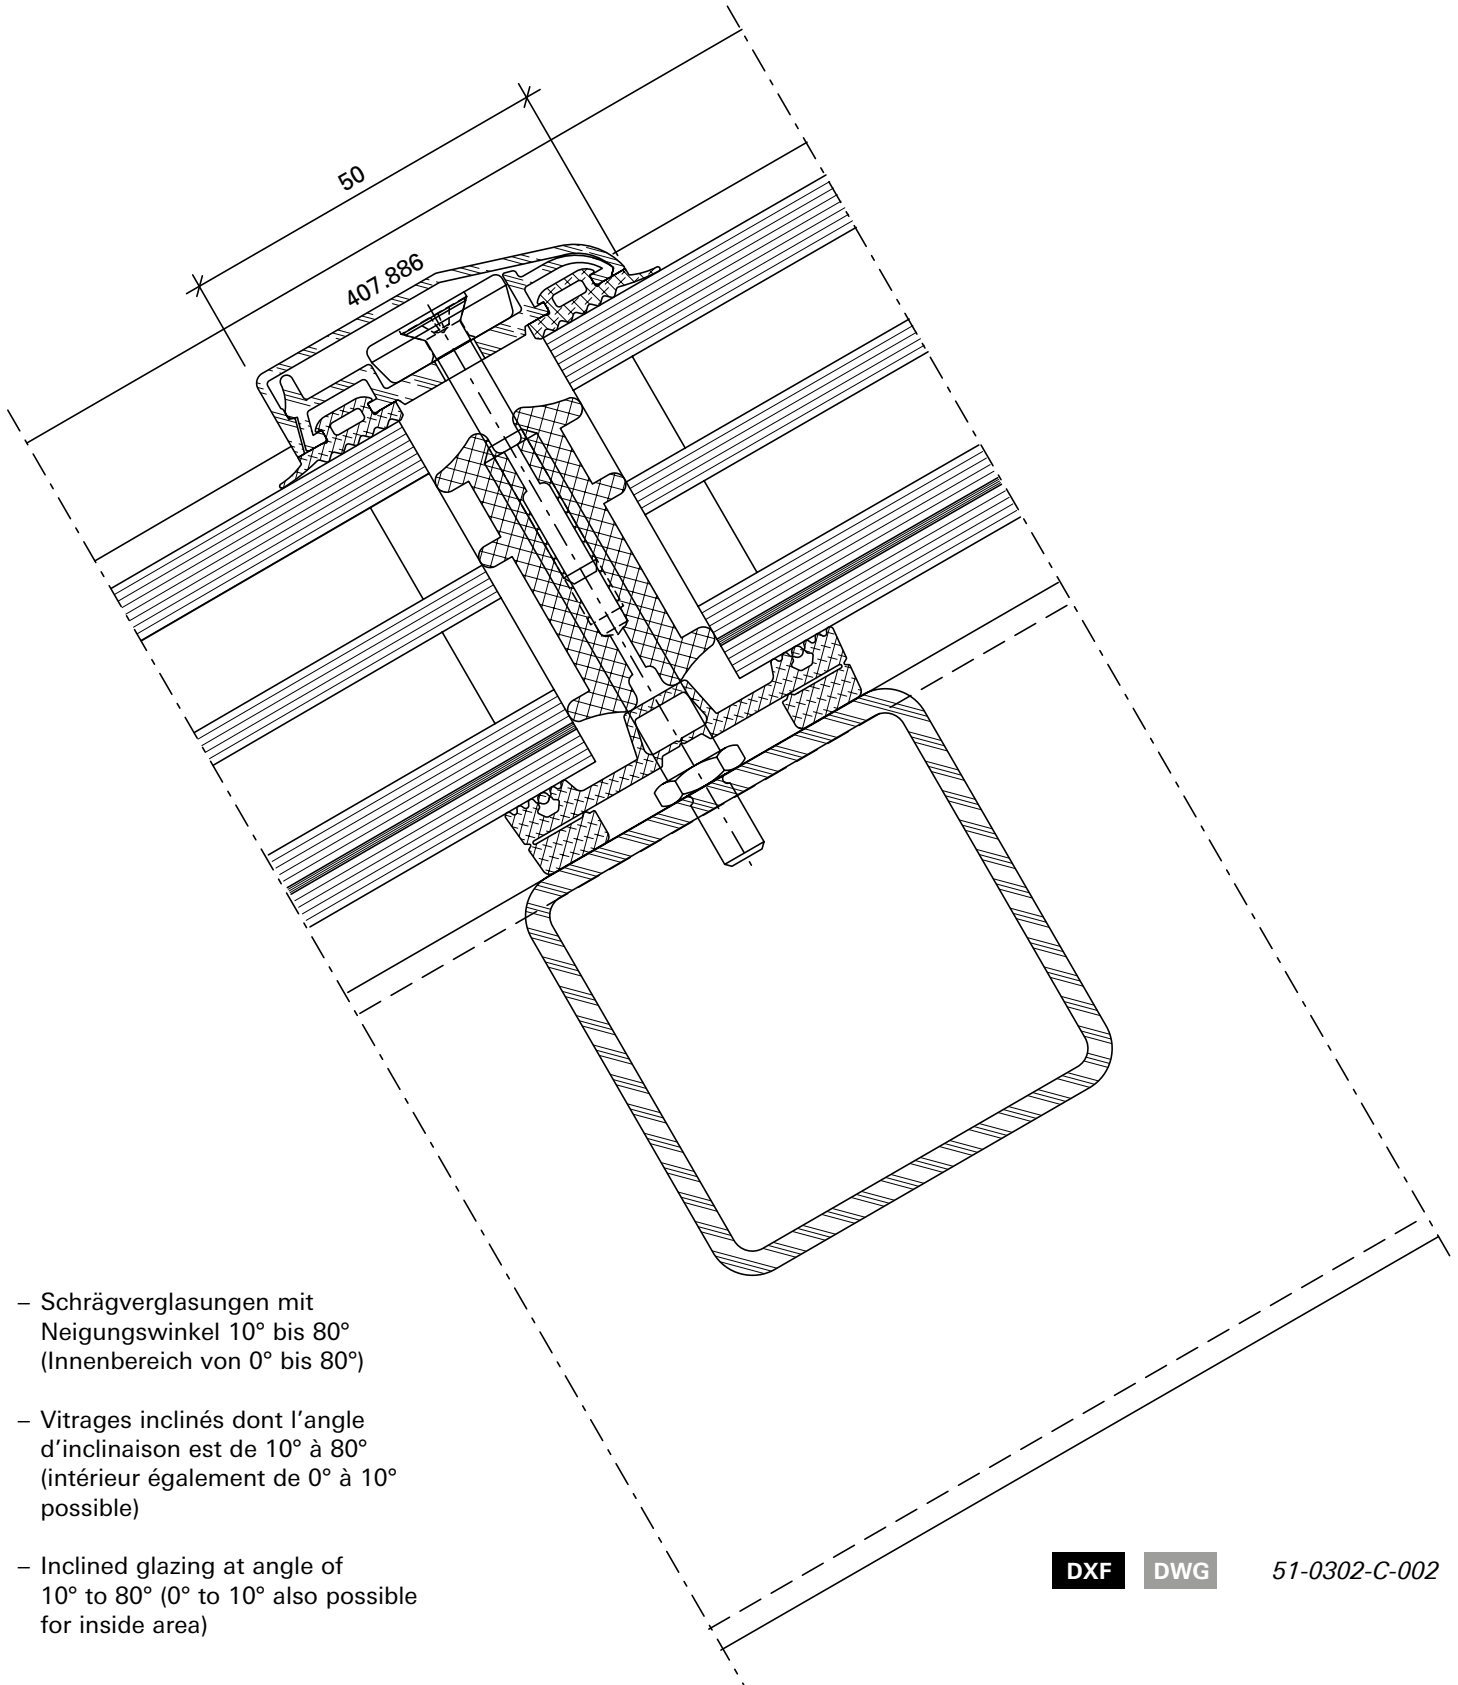 50
407.886
– Schrägverglasungen mit
Neigungswinkel 10° bis 80°
(Innenbereich von 0° bis 80°)
– Vitrages inclinés dont l’angle
d’inclinaison est de 10° à 80°
(intérieur également de 0° à 10°
possible)
– Inclined glazing at angle of
10° to 80° (0° to 10° also possible
for inside area)
DXF DWG 51-0302-C-002